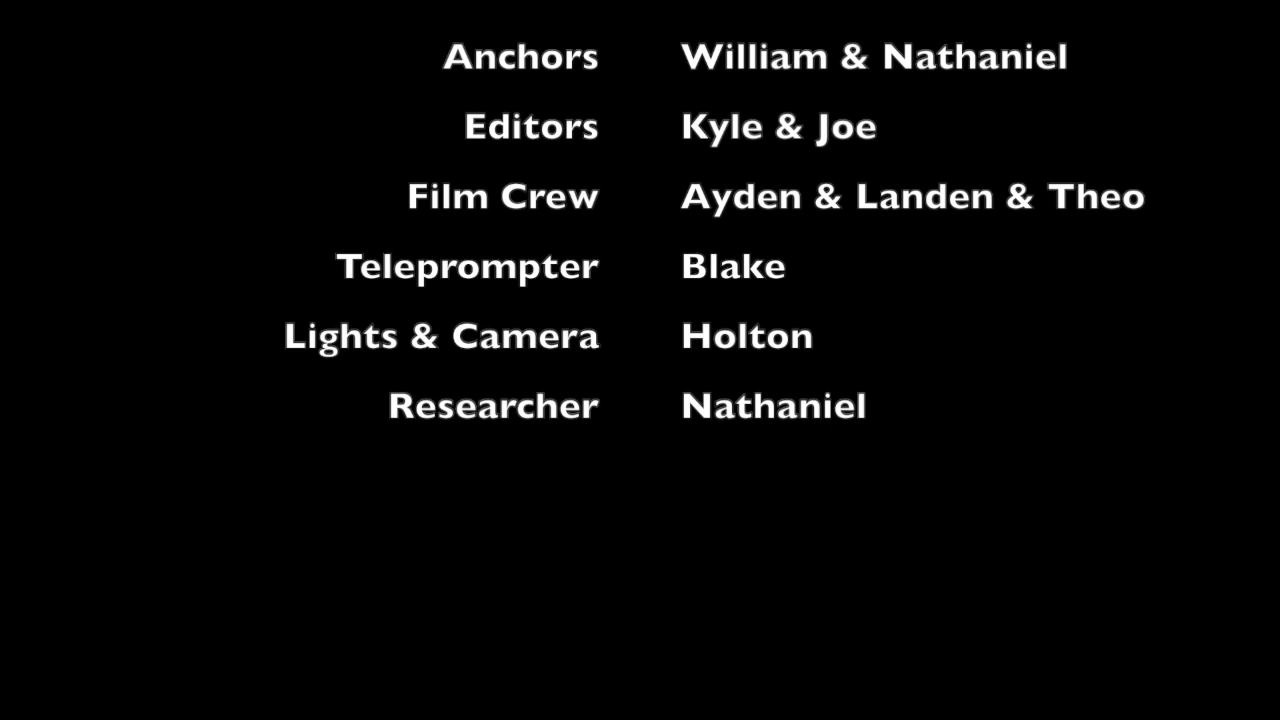 Anchors William & Nathaniel
Editors Kyle & Joe
Film Crew Ayden & Landen & Theo
Teleprompter Blake
Lights & Camera Holton
Researcher Nathaniel